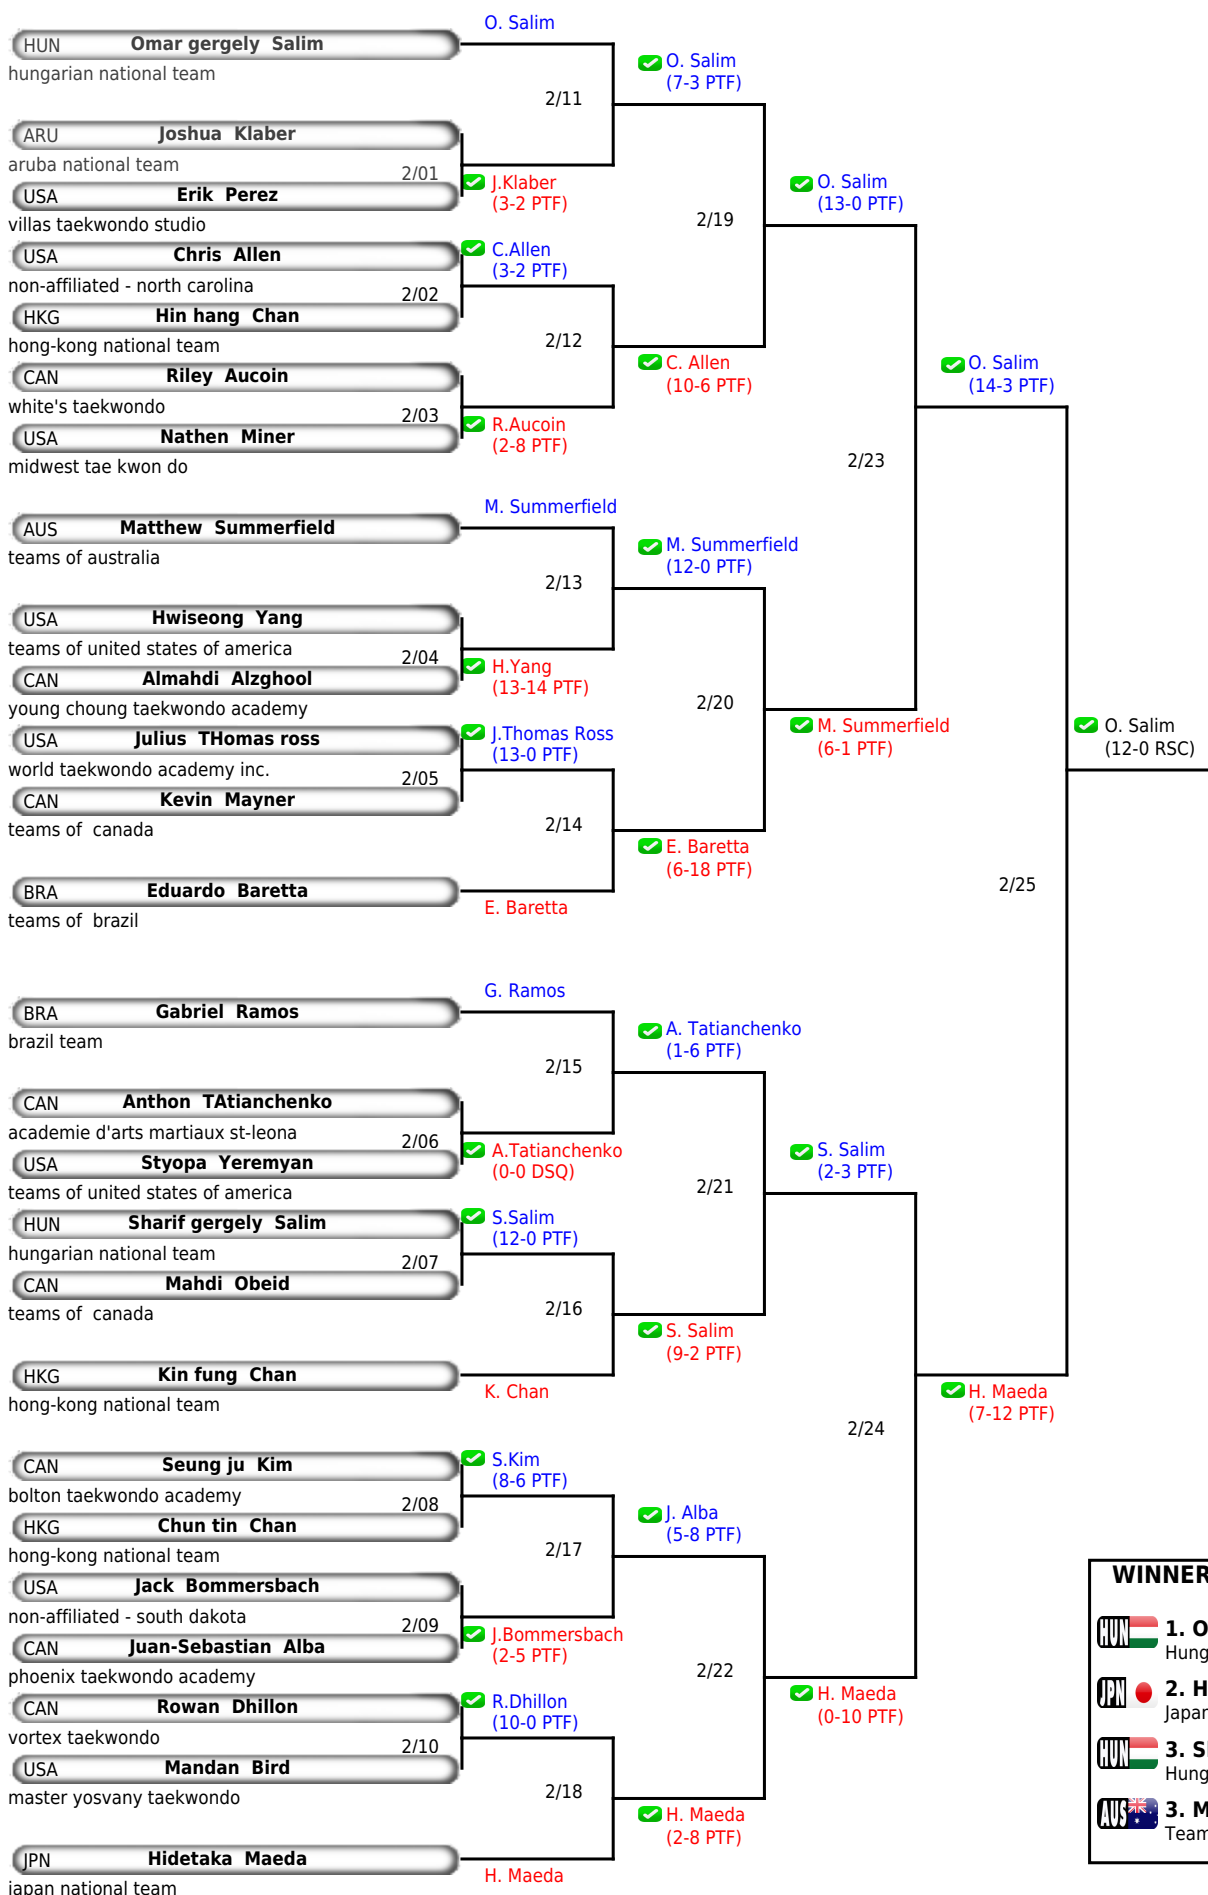 O. Salim
HUN Omar gergely Salim
hungarian national team
O. Salim
(7-3 PTF)
2/11
ARU Joshua Klaber
aruba national team
2/01
J.Klaber
(3-2 PTF)
USA Erik Perez
villas taekwondo studio
O. Salim
(13-0 PTF)
2/19
USA Chris Allen
non-affiliated - north carolina
C.Allen
(3-2 PTF)
2/02
HKG Hin hang Chan
hong-kong national team
2/12
C. Allen
(10-6 PTF)
O. Salim
(14-3 PTF)
CAN Riley Aucoin
white's taekwondo
2/03
R.Aucoin
(2-8 PTF)
USA Nathen Miner
midwest tae kwon do
2/23
M. Summerfield
AUS Matthew Summerfield
teams of australia
M. Summerfield
(12-0 PTF)
2/13
USA Hwiseong Yang
teams of united states of america
2/04
H.Yang
(13-14 PTF)
CAN Almahdi Alzghool
young choung taekwondo academy
2/20
M. Summerfield
(6-1 PTF)
O. Salim
(12-0 RSC)
USA Julius THomas ross
world taekwondo academy inc.
J.Thomas Ross
(13-0 PTF)
2/05
CAN Kevin Mayner
teams of  canada
2/14
E. Baretta
(6-18 PTF)
BRA Eduardo Baretta
teams of  brazil
E. Baretta
2/25
G. Ramos
BRA Gabriel Ramos
brazil team
A. Tatianchenko
(1-6 PTF)
2/15
CAN Anthon TAtianchenko
academie d'arts martiaux st-leona
2/06
A.Tatianchenko
(0-0 DSQ)
USA Styopa Yeremyan
teams of united states of america
S. Salim
(2-3 PTF)
2/21
HUN Sharif gergely Salim
hungarian national team
S.Salim
(12-0 PTF)
2/07
CAN Mahdi Obeid
teams of  canada
2/16
S. Salim
(9-2 PTF)
HKG Kin fung Chan
hong-kong national team
K. Chan
H. Maeda
(7-12 PTF)
2/24
CAN Seung ju Kim
bolton taekwondo academy
S.Kim
(8-6 PTF)
2/08
HKG Chun tin Chan
hong-kong national team
J. Alba
(5-8 PTF)
2/17
USA Jack Bommersbach
non-affiliated - south dakota
2/09
J.Bommersbach
(2-5 PTF)
CAN Juan-Sebastian Alba
phoenix taekwondo academy
2/22
H. Maeda
(0-10 PTF)
CAN Rowan Dhillon
vortex taekwondo
R.Dhillon
(10-0 PTF)
2/10
USA Mandan Bird
master yosvany taekwondo
2/18
H. Maeda
(2-8 PTF)
JPN Hidetaka Maeda
japan national team
H. Maeda
WINNER
HUN 1. O
Hung
JPN 2. H
Japan
HUN 3. S
Hung
AUS 3. M
Team